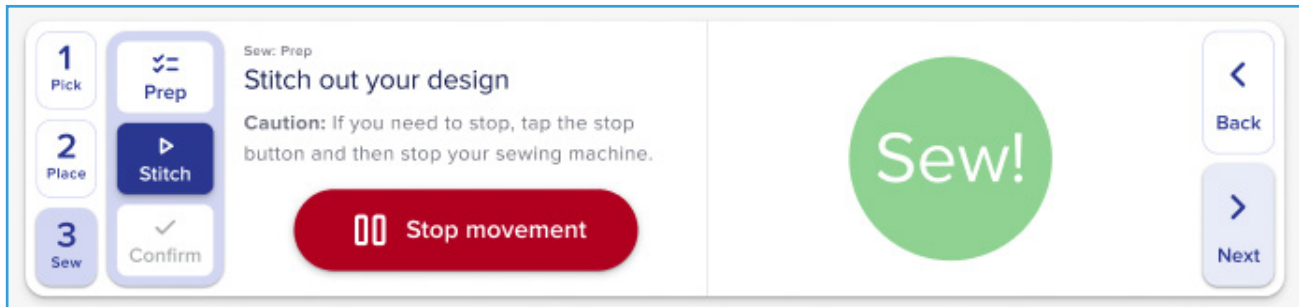 1
Pick
2
Place
3
Sew
Prep
Stitch
Confirm
Sew: Prep
Stitch out your design
Caution: If you need to stop, tap the stop
button and then stop your sewing machine.
Stop movement
Sew!
Back
Next